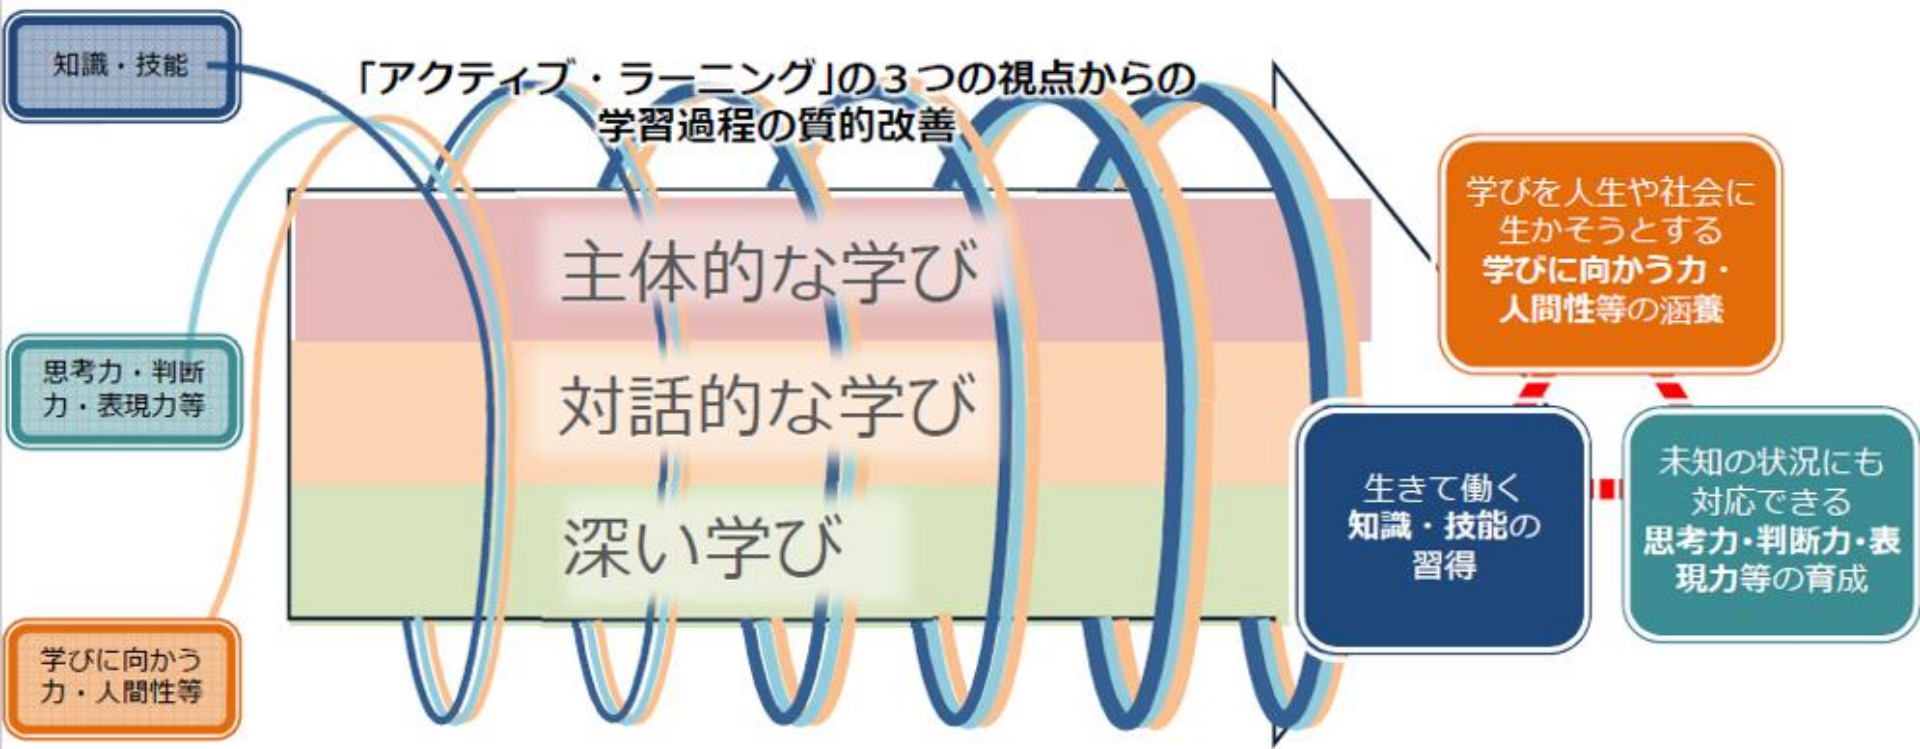 知識・技能
思考力・判断
力・表現力等
学びに向かう
力・人間性等
「アクティブ・ラーニング」の３つの視点からの
学習過程の質的改善
主体的な学び
対話的な学び
深い学び
学びを人生や社会に
生かそうとする
学びに向かう力・
人間性等の涵養
生きて働く
知識・技能の
習得
未知の状況にも
対応できる
思考力・判断力・表
現力等の育成